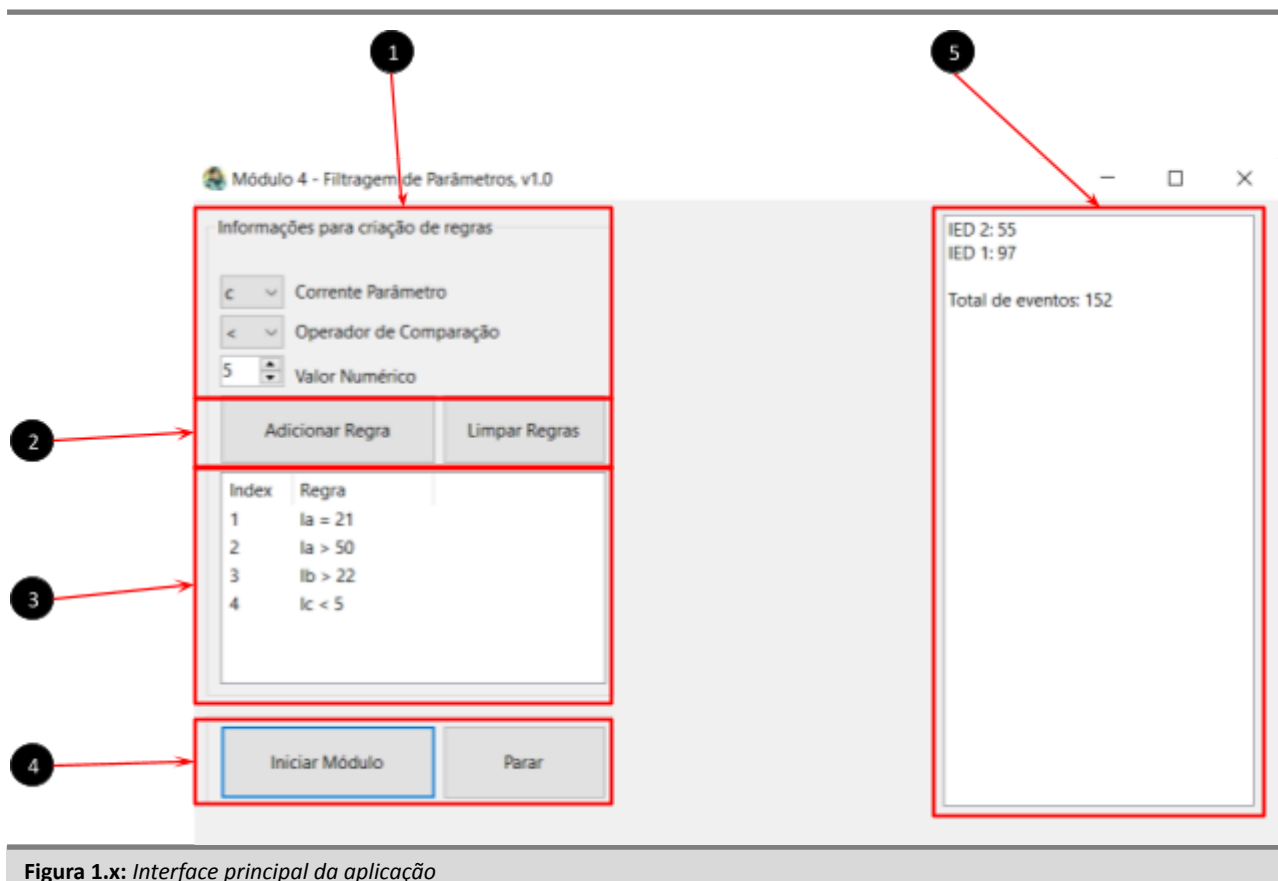 1
5
Módulo 4 - Filtragem de Parâmetros, v1.0
Informações para criação de regras
c Corrente Parâmetro
< Operador de Comparação
5 Valor Numérico
2
Adicionar Regra Limpar Regras
Index Regra
1 Ia = 21
2 Ia > 50
3 Ib > 22
4 Ic < 5
3
4
Iniciar Módulo Parar
IED 2: 55
IED 1: 97
Total de eventos: 152
Figura 1.x: Interface principal da aplicação